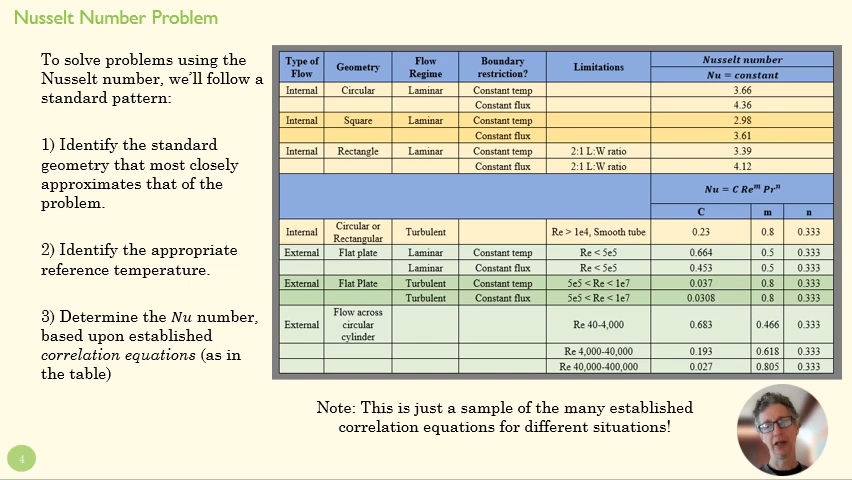 Nusselt Number Problem
To solve problems using the
Nusselt number, we'll follow a
standard pattern:
1) Identify the standard
geometry that most closely
approximates that of the
problem.
2) Identify the appropriate
reference temperature.
3) Determine the Nu number,
based upon established
correlation equations (as in
the table)
Type of Flow Geometry Flow Regime Boundary restriction? Limitations Nusselt number
Nu = constant
Internal Circular Laminar Constant temp 3.66
Constant flux 4.36
Internal Square Laminar Constant temp 2.98
Constant flux 3.61
Internal Rectangle Laminar Constant temp 2:1 L:W ratio 3.39
Constant flux 2:1 L:W ratio 4.12
Nu = C Re^m Pr^n
C m n
Internal Circular or Rectangular Turbulent Re > 1e4, Smooth tube 0.23 0.8 0.333
External Flat plate Laminar Constant temp Re < 5e5 0.664 0.5 0.333
Laminar Constant flux Re < 5e5 0.453 0.5 0.333
External Flat Plate Turbulent Constant temp 5e5 < Re < 1e7 0.037 0.8 0.333
Turbulent Constant flux 5e5 < Re < 1e7 0.0308 0.8 0.333
External Flow across circular cylinder Re 40-4,000 0.683 0.466 0.333
Re 4,000-40,000 0.193 0.618 0.333
Re 40,000-400,000 0.027 0.805 0.333
Note: This is just a sample of the many established
correlation equations for different situations!
4